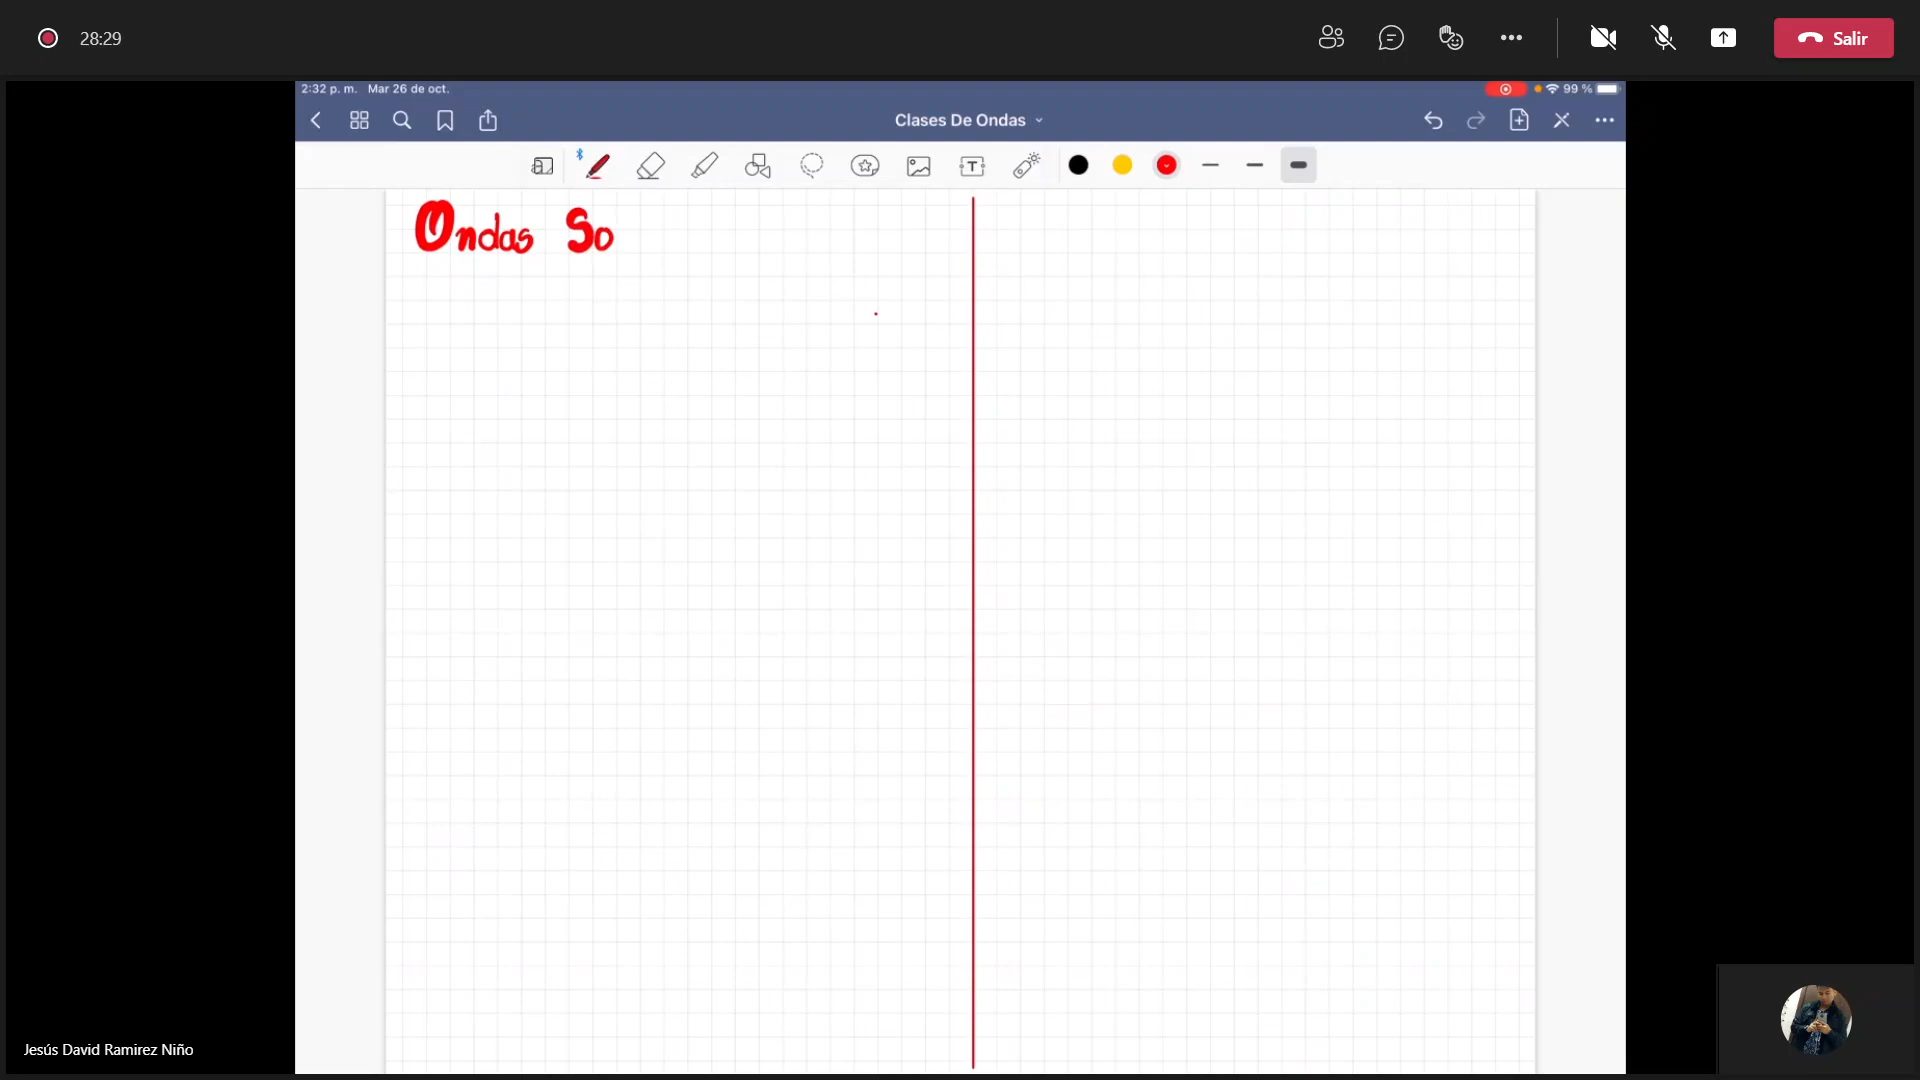 28:29
Salir
2:32 p. m. Mar 26 de oct.
99 %
Clases De Ondas
T
Ondas So
Jesús David Ramirez Niño